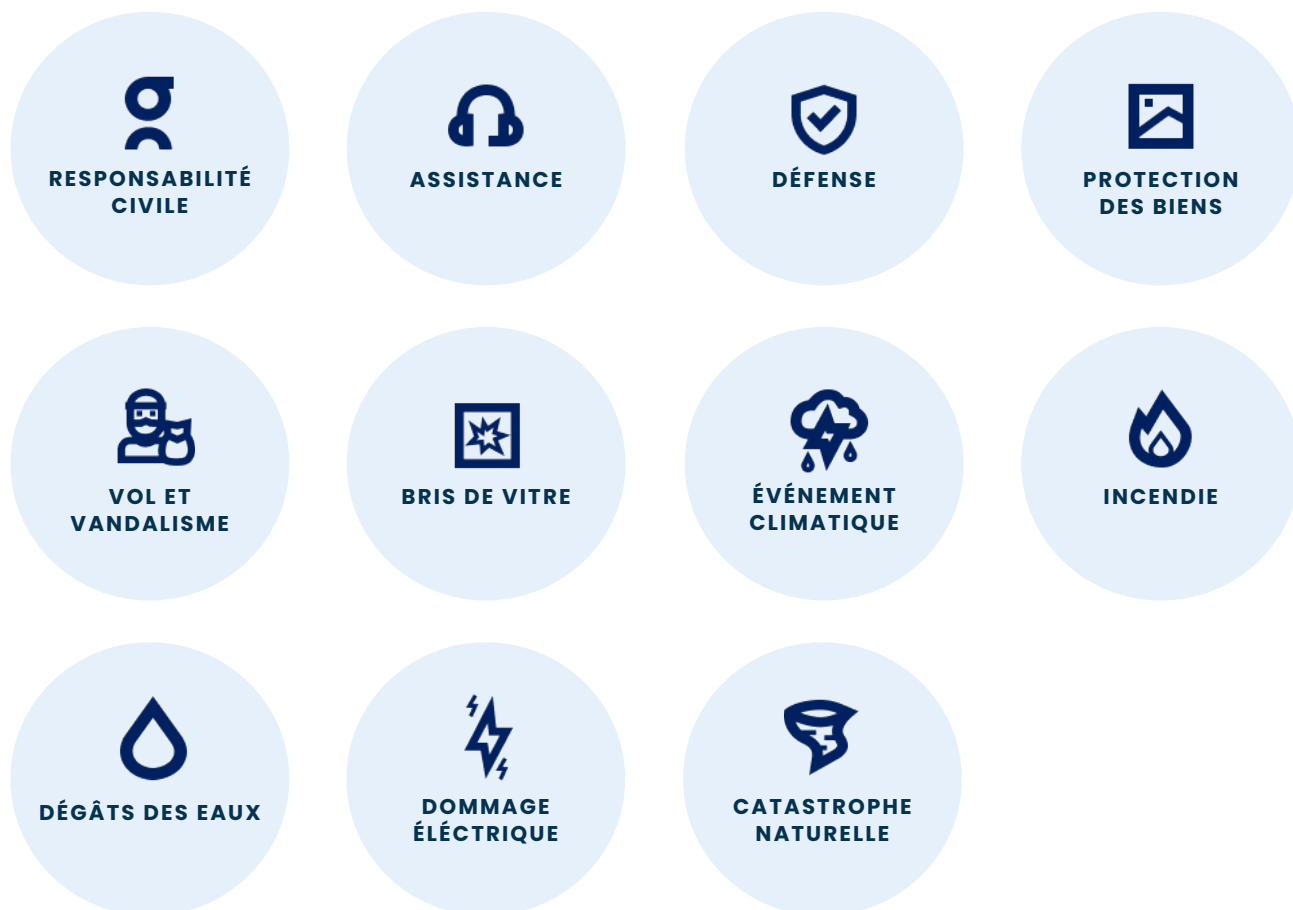 RESPONSABILITÉ
CIVILE
ASSISTANCE
DÉFENSE
PROTECTION
DES BIENS
VOL ET
VANDALISME
BRIS DE VITRE
ÉVÉNEMENT
CLIMATIQUE
INCENDIE
DÉGÂTS DES EAUX
DOMMAGE
ÉLÉCTRIQUE
CATASTROPHE
NATURELLE